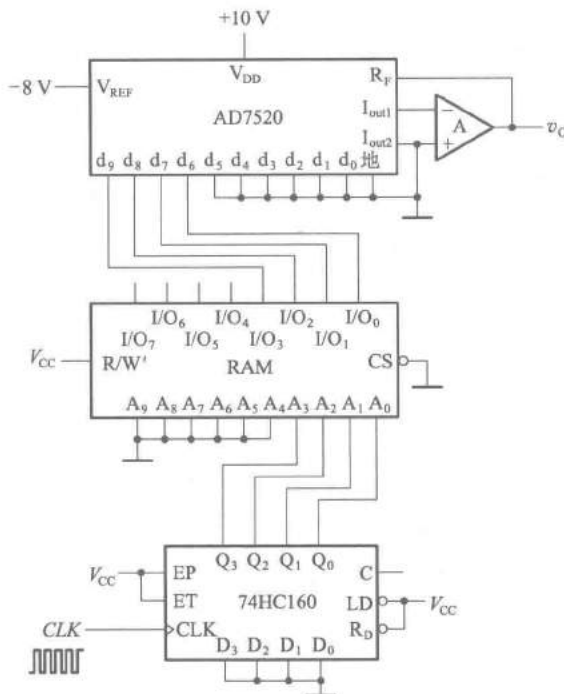 +10 V
−8 V
V_REF
V_DD
R_F
AD7520
I_out1
I_out2
− A +
v_O
d₉ d₈ d₇ d₆ d₅ d₄ d₃ d₂ d₁ d₀ 地
I/O₆ I/O₄ I/O₂ I/O₀
I/O₇ I/O₅ I/O₃ I/O₁
V_CC
R/W′
RAM
CS
A₉ A₈ A₇ A₆ A₅ A₄ A₃ A₂ A₁ A₀
Q₃ Q₂ Q₁ Q₀
V_CC
EP
C
ET
74HC160
LD
V_CC
CLK
CLK
R_D
D₃ D₂ D₁ D₀